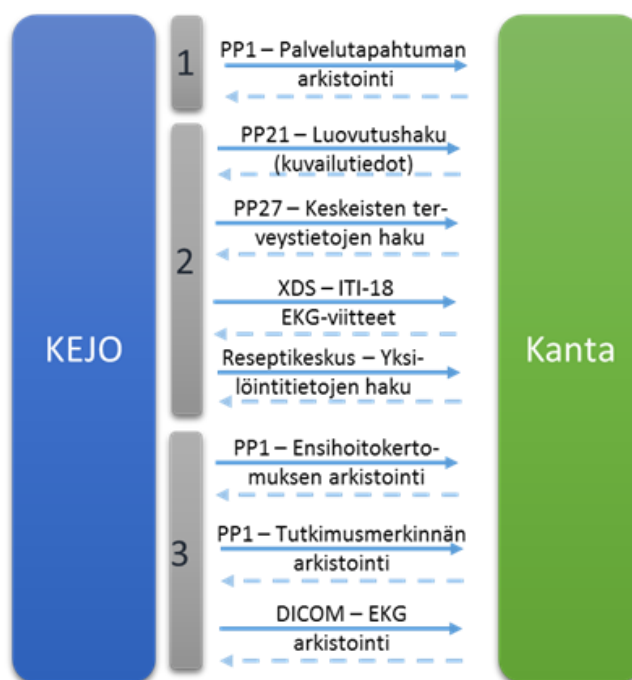 KEJO
1
PP1 – Palvelutapahtuman
arkistointi
2
PP21 – Luovutushaku
(kuvailutiedot)
PP27 – Keskeisten ter-
veystietojen haku
XDS – ITI-18
EKG-viitteet
Reseptikeskus – Yksi-
löintitietojen haku
3
PP1 – Ensihoitokerto-
muksen arkistointi
PP1 – Tutkimusmerkinnän
arkistointi
DICOM – EKG
arkistointi
Kanta